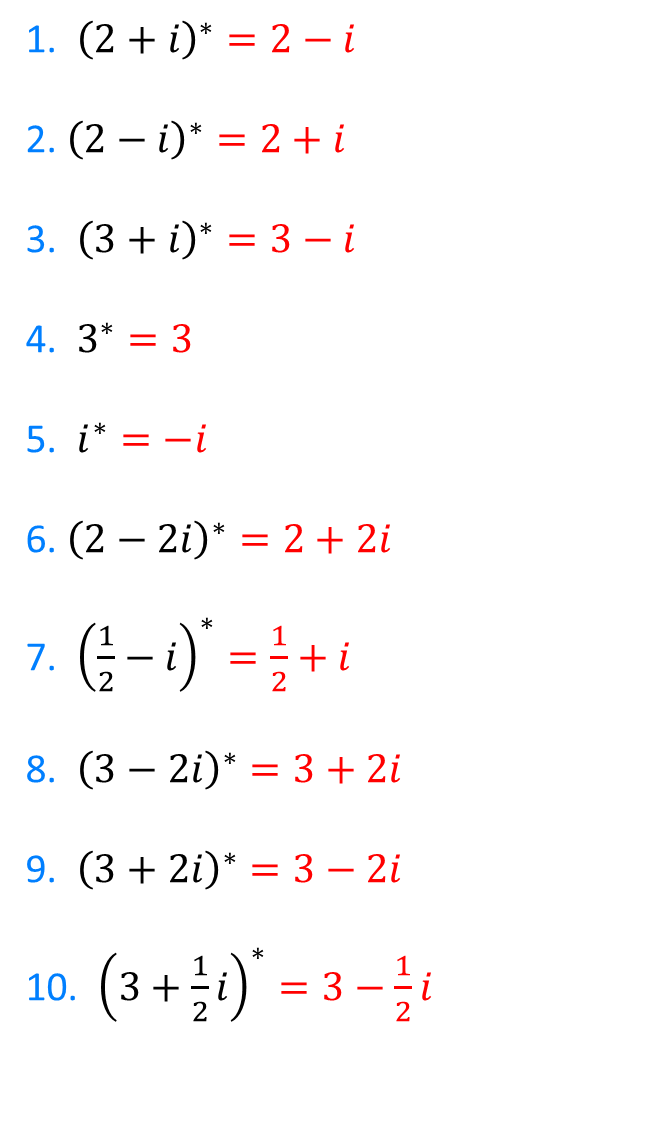 1. (2 + i)* = 2 − i
2. (2 − i)* = 2 + i
3. (3 + i)* = 3 − i
4. 3* = 3
5. i* = −i
6. (2 − 2i)* = 2 + 2i
7. (1/2 − i)* = 1/2 + i
8. (3 − 2i)* = 3 + 2i
9. (3 + 2i)* = 3 − 2i
10. (3 + 1/2 i)* = 3 − 1/2 i